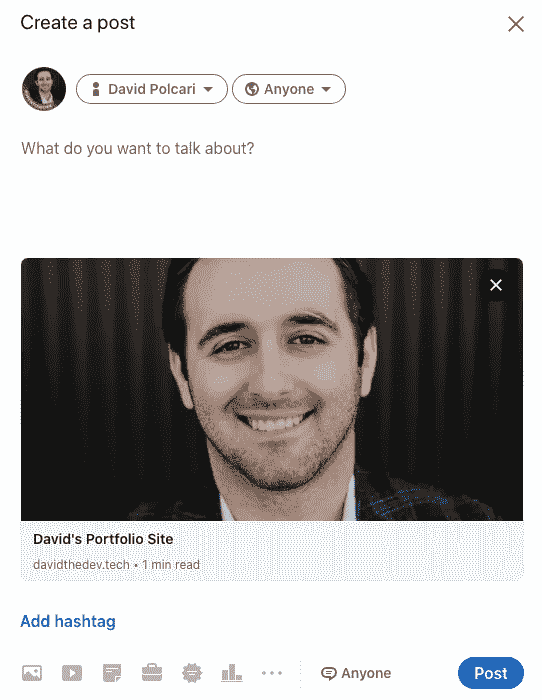 Create a post
David Polcari
Anyone
What do you want to talk about?
David's Portfolio Site
davidthedev.tech • 1 min read
Add hashtag
Anyone
Post